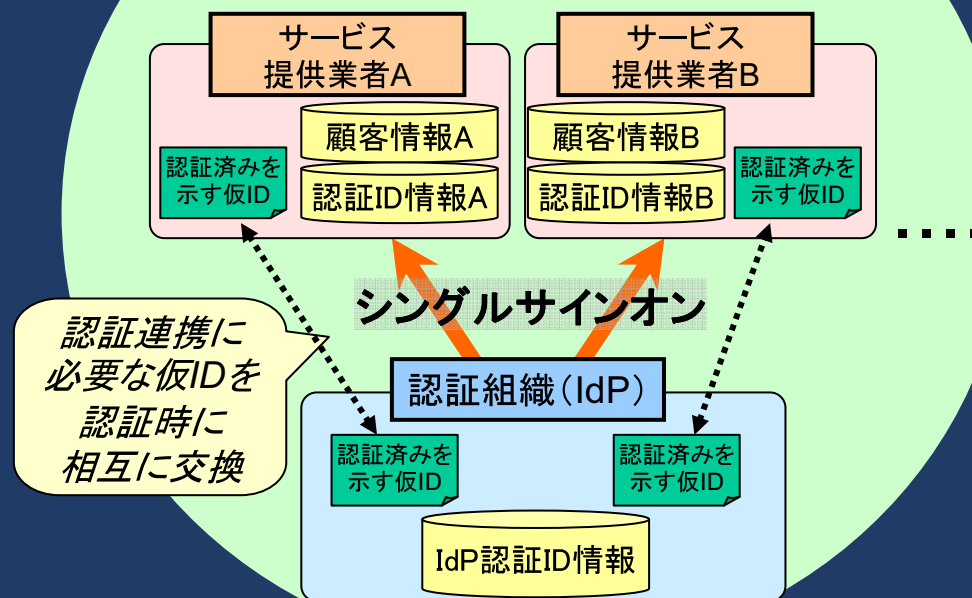 サービス
提供業者A
サービス
提供業者B
顧客情報A
認証ID情報A
認証済みを
示す仮ID
顧客情報B
認証ID情報B
認証済みを
示す仮ID
シングルサインオン
認証連携に
必要な仮IDを
認証時に
相互に交換
認証組織(IdP)
認証済みを
示す仮ID
認証済みを
示す仮ID
IdP認証ID情報